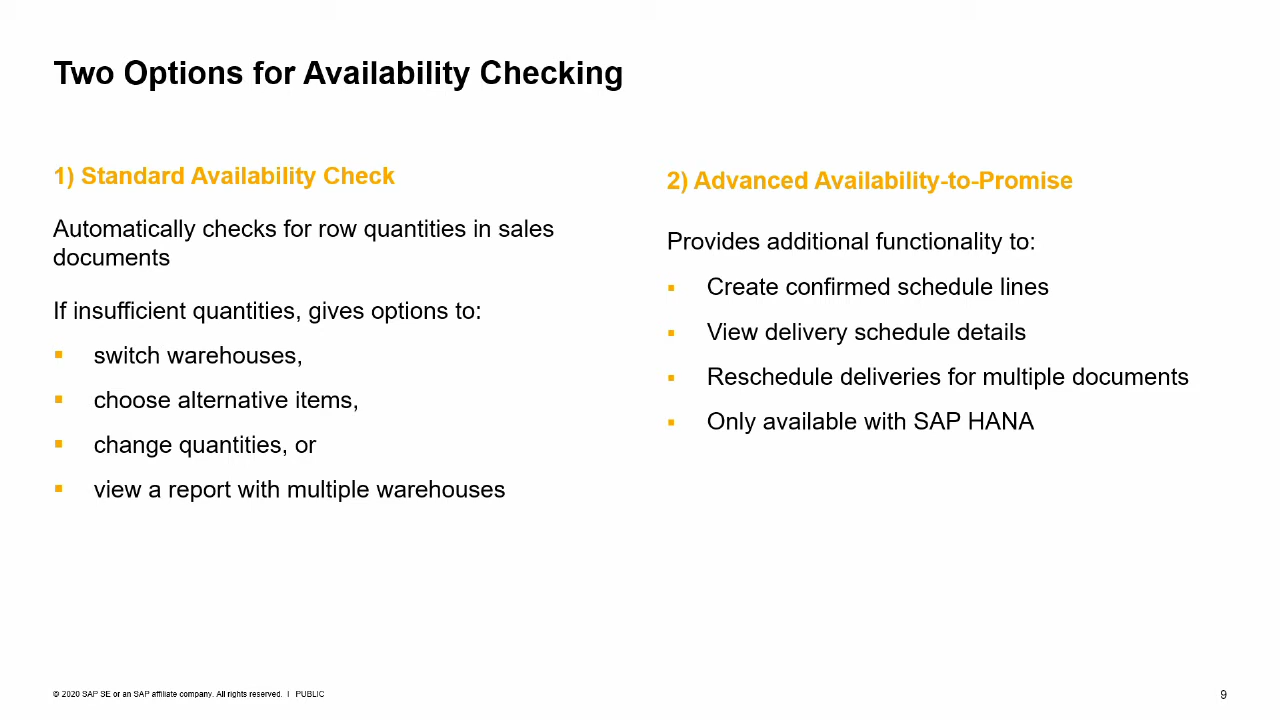 Two Options for Availability Checking
1) Standard Availability Check
Automatically checks for row quantities in sales
documents
If insufficient quantities, gives options to:
▪ switch warehouses,
▪ choose alternative items,
▪ change quantities, or
▪ view a report with multiple warehouses
2) Advanced Availability-to-Promise
Provides additional functionality to:
▪ Create confirmed schedule lines
▪ View delivery schedule details
▪ Reschedule deliveries for multiple documents
▪ Only available with SAP HANA
© 2020 SAP SE or an SAP affiliate company. All rights reserved. I PUBLIC
9